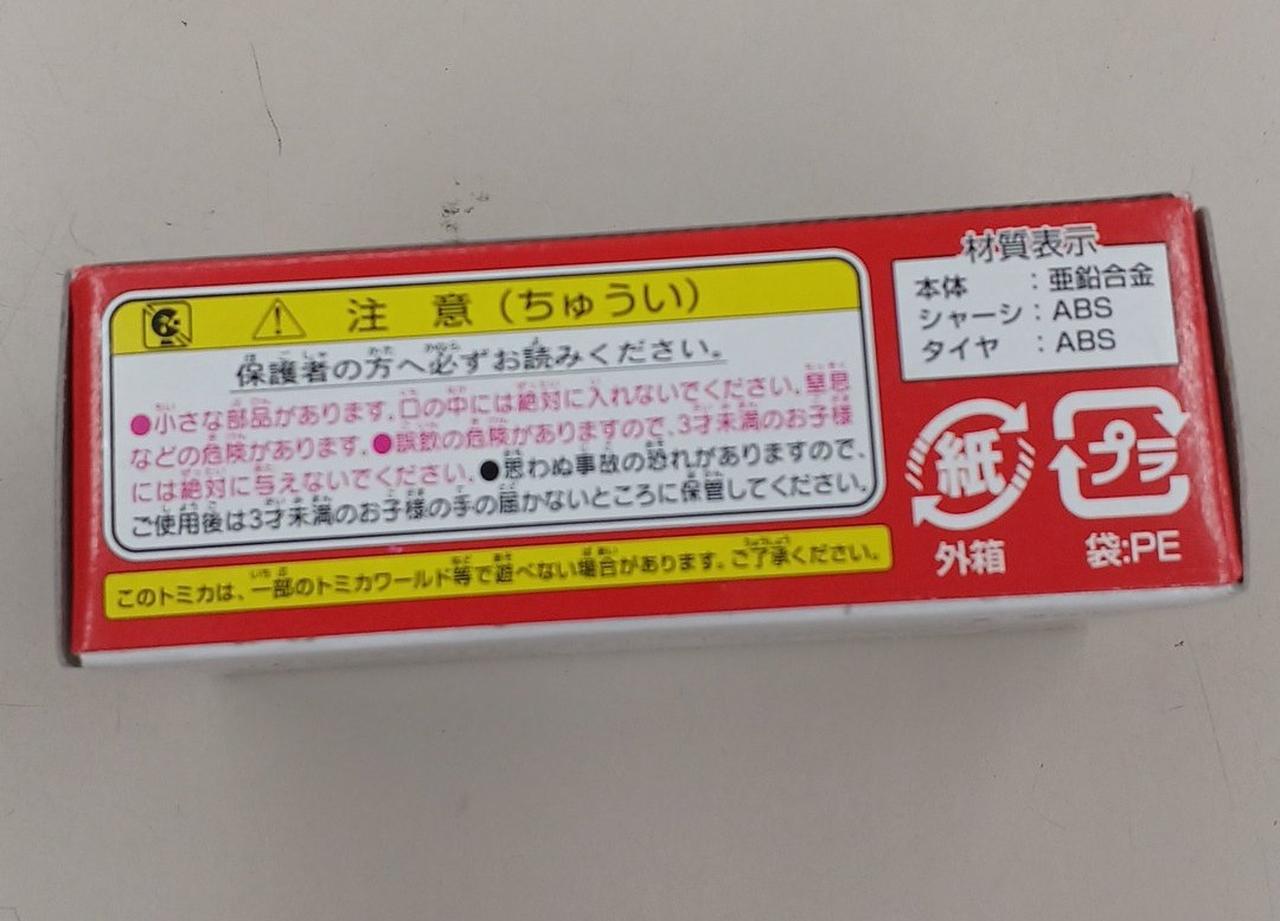 注意(ちゅうい)
保護者の方へ必ずお読みください。
●小さな部品があります。口の中には絶対に入れないでください。窒息
などの危険があります。●誤飲の危険がありますので、3才未満のお子様
には絶対に与えないでください。●思わぬ事故の恐れがありますので、
ご使用後は3才未満のお子様の手の届かないところに保管してください。
このトミカは、一部のトミカワールド等で遊べない場合があります。ご了承ください。
材質表示
本体 :亜鉛合金
シャーシ:ABS
タイヤ :ABS
紙
外箱
プラ
袋:PE